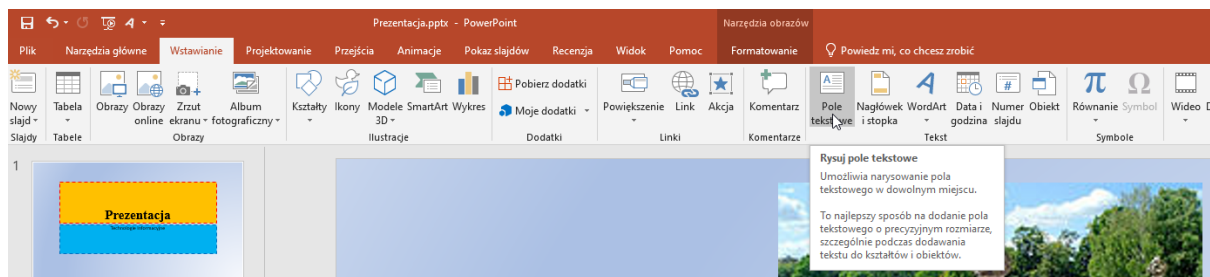 Prezentacja.pptx - PowerPoint
Narzędzia obrazów
Plik Narzędzia główne Wstawianie Projektowanie Przejścia Animacje Pokaz slajdów Recenzja Widok Pomoc Formatowanie Powiedz mi, co chcesz zrobić
Nowy slajd
Tabela
Obrazy
Obrazy online
Zrzut ekranu
Album fotograficzny
Kształty
Ikony
Modele 3D
SmartArt
Wykres
Pobierz dodatki
Moje dodatki
Powiększenie
Link
Akcja
Komentarz
Pole tekstowe
Nagłówek i stopka
WordArt
Data i godzina
Numer slajdu
Obiekt
Równanie
Symbol
Wideo
Slajdy Tabele Obrazy Ilustracje Dodatki Linki Komentarze Tekst Symbole
1
Prezentacja
Technologie informacyjne
Rysuj pole tekstowe
Umożliwia narysowanie pola
tekstowego w dowolnym miejscu.
To najlepszy sposób na dodanie pola
tekstowego o precyzyjnym rozmiarze,
szczególnie podczas dodawania
tekstu do kształtów i obiektów.